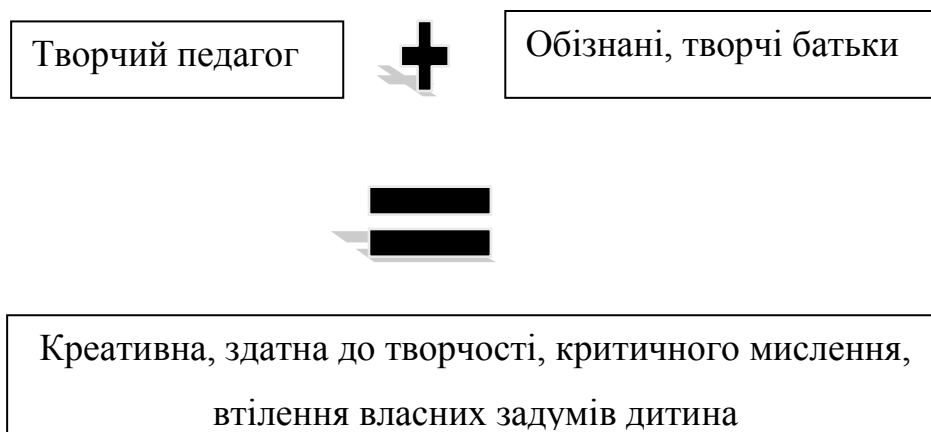 Творчий педагог
Обізнані, творчі батьки
Креативна, здатна до творчості, критичного мислення,
втілення власних задумів дитина